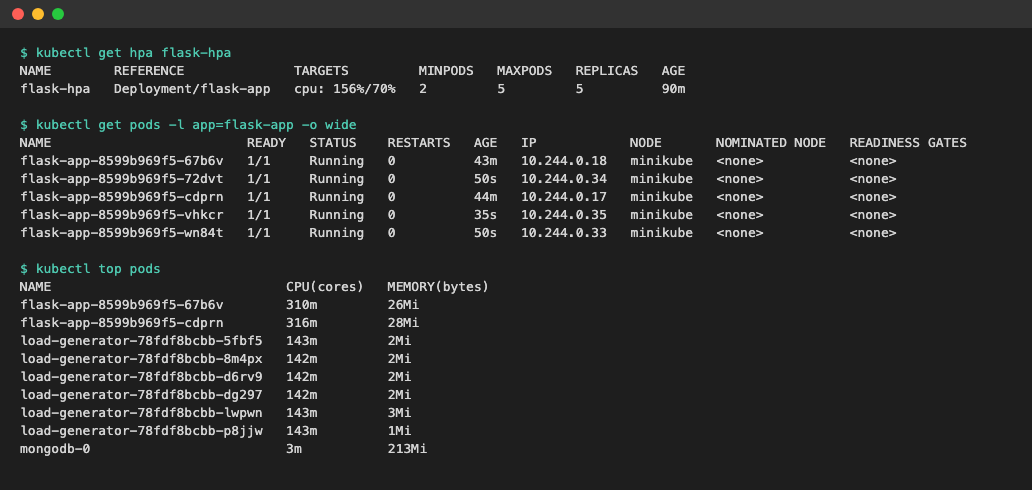 $ kubectl get hpa flask-hpa
NAME        REFERENCE              TARGETS         MINPODS   MAXPODS   REPLICAS   AGE
flask-hpa   Deployment/flask-app   cpu: 156%/70%   2         5         5          90m
$ kubectl get pods -l app=flask-app -o wide
NAME                         READY   STATUS    RESTARTS   AGE   IP            NODE       NOMINATED NODE   READINESS GATES
flask-app-8599b969f5-67b6v   1/1     Running   0          43m   10.244.0.18   minikube   <none>           <none>
flask-app-8599b969f5-72dvt   1/1     Running   0          50s   10.244.0.34   minikube   <none>           <none>
flask-app-8599b969f5-cdprn   1/1     Running   0          44m   10.244.0.17   minikube   <none>           <none>
flask-app-8599b969f5-vhkcr   1/1     Running   0          35s   10.244.0.35   minikube   <none>           <none>
flask-app-8599b969f5-wn84t   1/1     Running   0          50s   10.244.0.33   minikube   <none>           <none>
$ kubectl top pods
NAME                              CPU(cores)   MEMORY(bytes)
flask-app-8599b969f5-67b6v        310m         26Mi
flask-app-8599b969f5-cdprn        316m         28Mi
load-generator-78fdf8bcbb-5fbf5   143m         2Mi
load-generator-78fdf8bcbb-8m4px   142m         2Mi
load-generator-78fdf8bcbb-d6rv9   142m         2Mi
load-generator-78fdf8bcbb-dg297   142m         2Mi
load-generator-78fdf8bcbb-lwpwn   143m         3Mi
load-generator-78fdf8bcbb-p8jjw   143m         1Mi
mongodb-0                         3m           213Mi